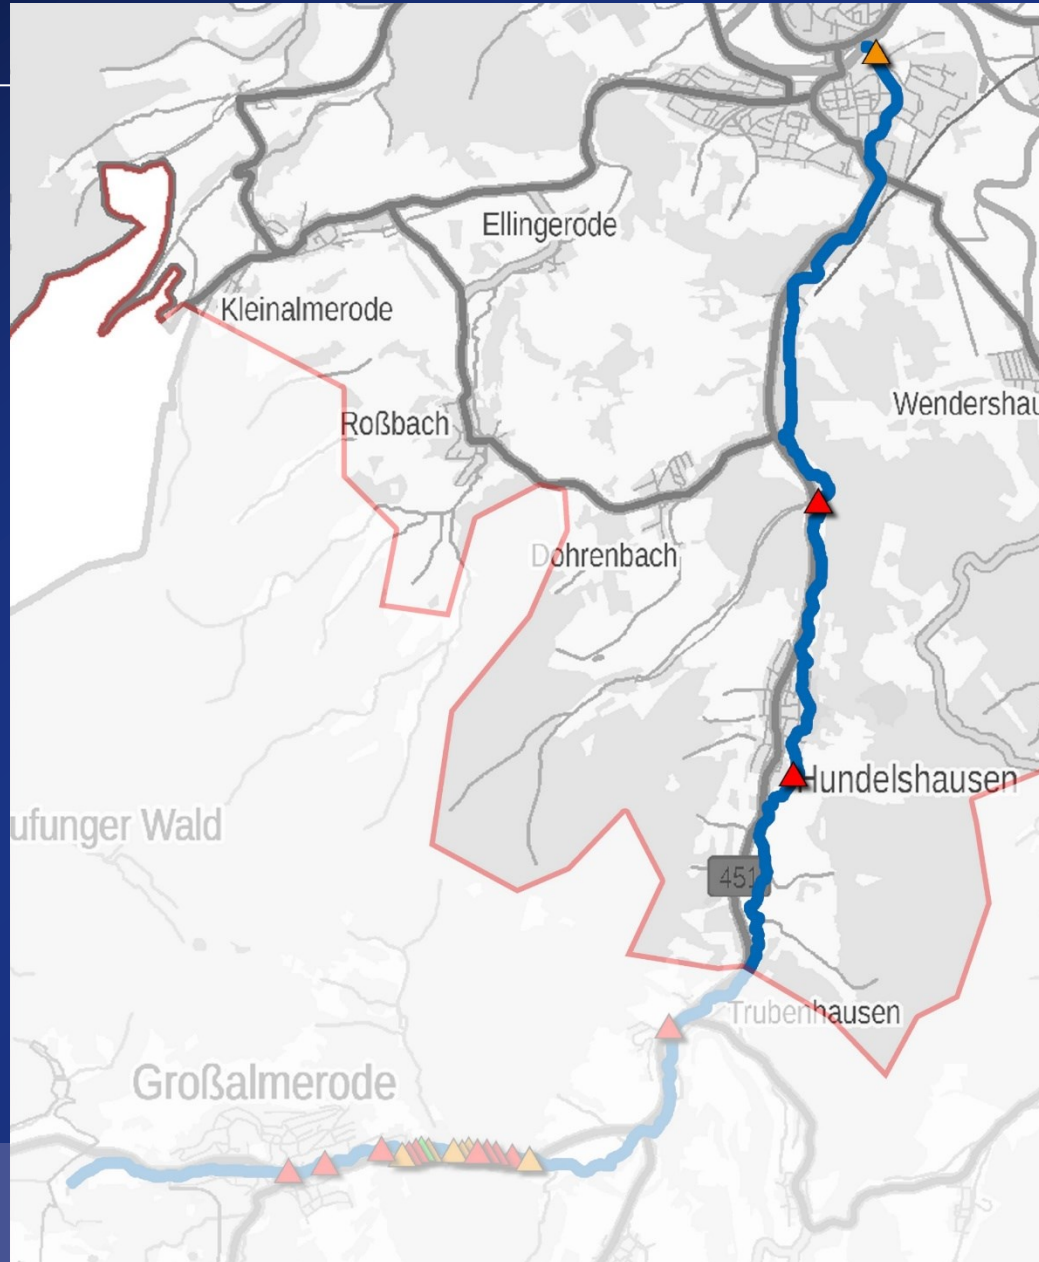 Ellingerode
Kleinalmerode
Wendershau
Roßbach
Dohrenbach
Hundelshausen
ufunger Wald
451
Trubenhausen
Großalmerode